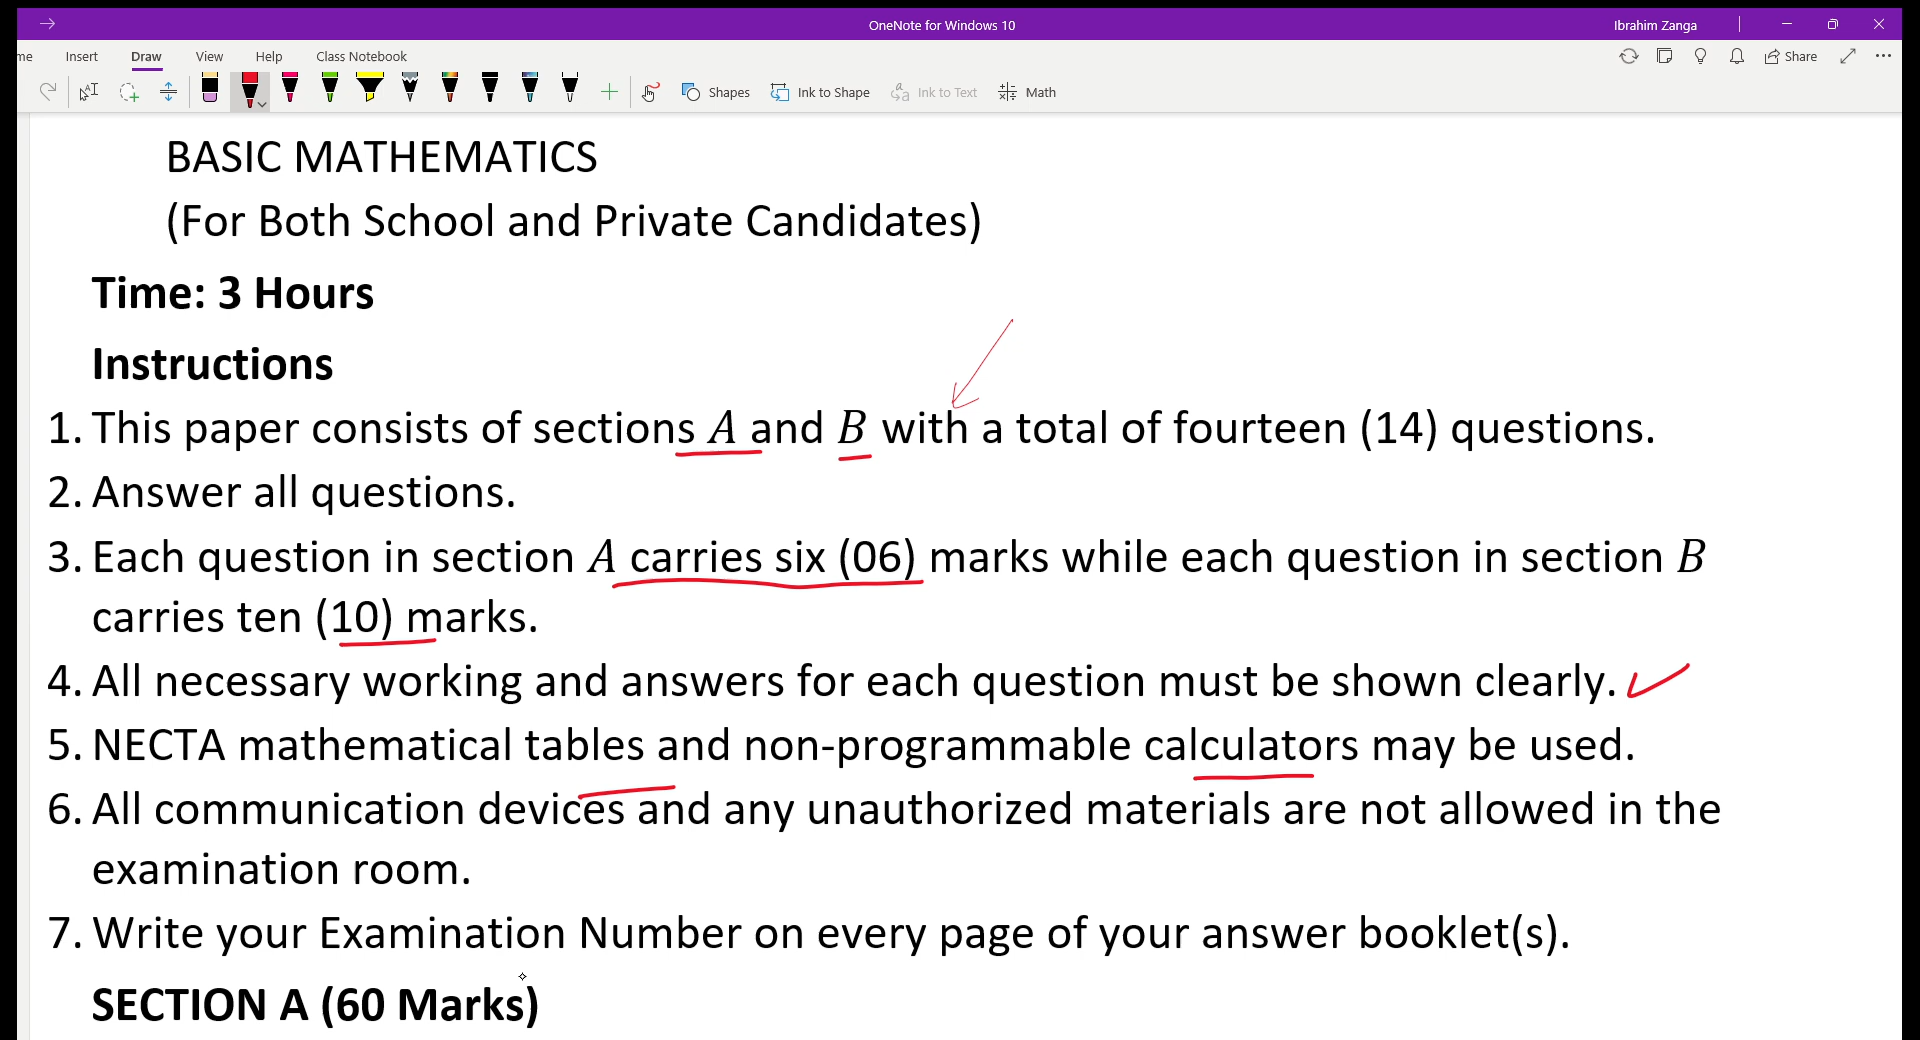 OneNote for Windows 10
Ibrahim Zanga
me Insert Draw View Help Class Notebook
Share
Shapes Ink to Shape Ink to Text Math
BASIC MATHEMATICS
(For Both School and Private Candidates)
Time: 3 Hours
Instructions
1. This paper consists of sections A and B with a total of fourteen (14) questions.
2. Answer all questions.
3. Each question in section A carries six (06) marks while each question in section B
carries ten (10) marks.
4. All necessary working and answers for each question must be shown clearly.
5. NECTA mathematical tables and non-programmable calculators may be used.
6. All communication devices and any unauthorized materials are not allowed in the
examination room.
7. Write your Examination Number on every page of your answer booklet(s).
SECTION A (60 Marks)